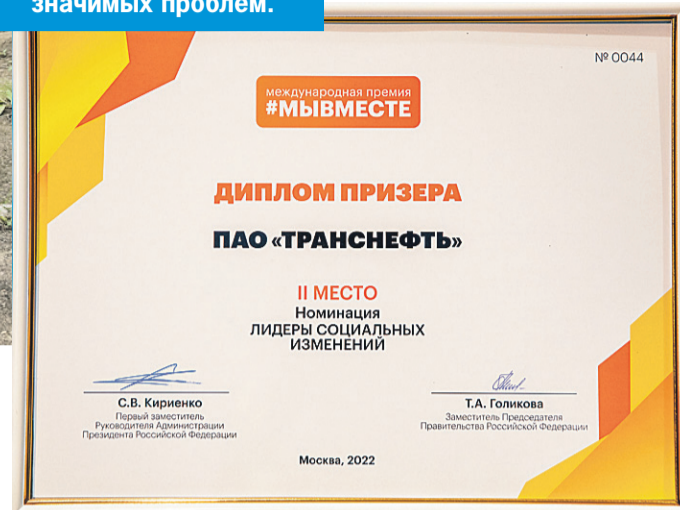 значимых проблем.
№ 0044
международная премия
#МЫВМЕСТЕ
ДИПЛОМ ПРИЗЕРА
ПАО «ТРАНСНЕФТЬ»
II МЕСТО
Номинация
ЛИДЕРЫ СОЦИАЛЬНЫХ
ИЗМЕНЕНИЙ
С.В. Кириенко
Первый заместитель
Руководителя Администрации
Президента Российской Федерации
Т.А. Голикова
Заместитель Председателя
Правительства Российской Федерации
Москва, 2022